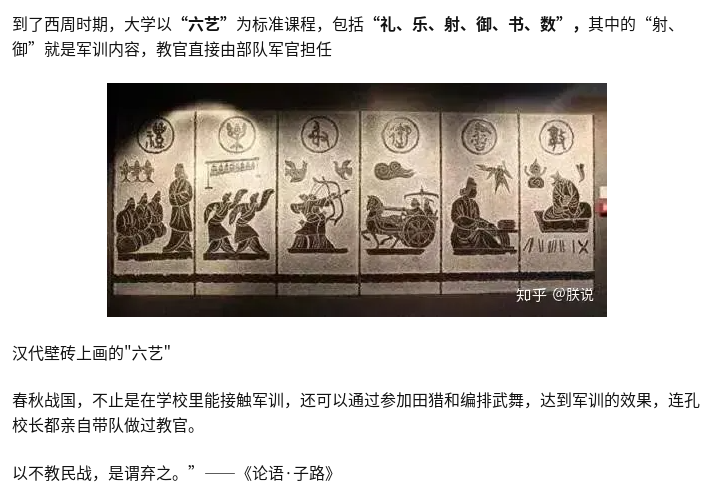 到了西周时期，大学以“六艺”为标准课程，包括“礼、乐、射、御、书、数”，其中的“射、
御”就是军训内容，教官直接由部队军官担任
禮 樂 射 御 書 數
知乎 @朕说
汉代壁砖上画的"六艺"
春秋战国，不止是在学校里能接触军训，还可以通过参加田猎和编排武舞，达到军训的效果，连孔
校长都亲自带队做过教官。
以不教民战，是谓弃之。”——《论语·子路》